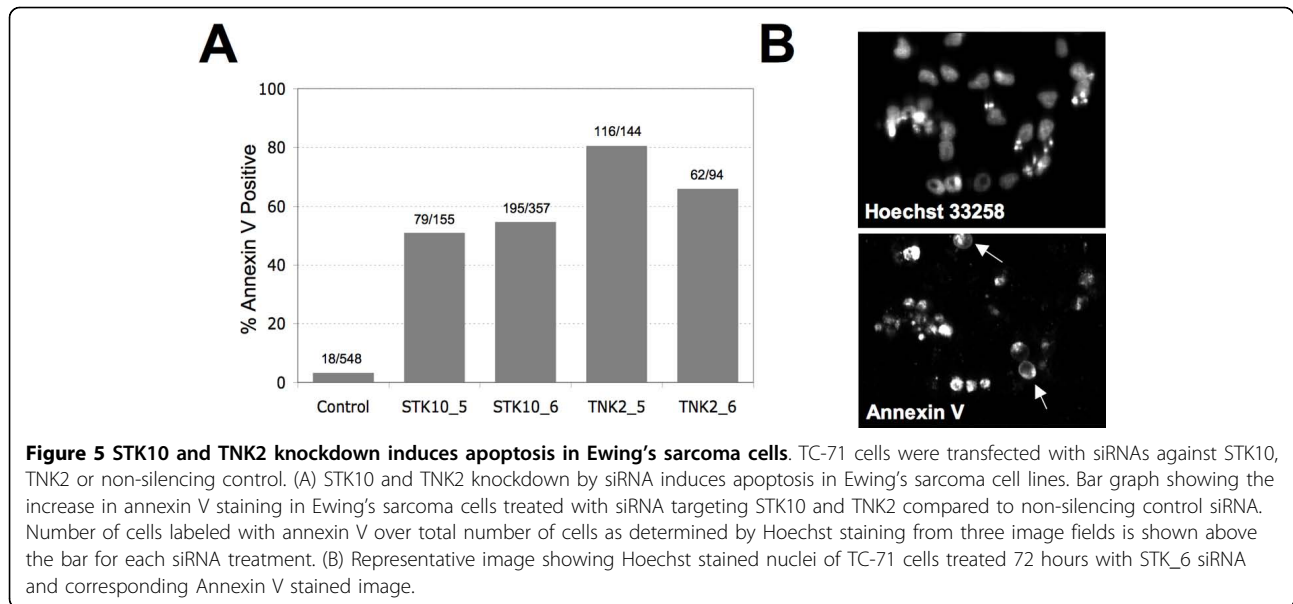 A
B
100
80
60
40
20
0
% Annexin V Positive
18/548
79/155
195/357
116/144
62/94
Control STK10_5 STK10_6 TNK2_5 TNK2_6
Hoechst 33258
Annexin V
Figure 5 STK10 and TNK2 knockdown induces apoptosis in Ewing's sarcoma cells. TC-71 cells were transfected with siRNAs against STK10,
TNK2 or non-silencing control. (A) STK10 and TNK2 knockdown by siRNA induces apoptosis in Ewing's sarcoma cell lines. Bar graph showing the
increase in annexin V staining in Ewing's sarcoma cells treated with siRNA targeting STK10 and TNK2 compared to non-silencing control siRNA.
Number of cells labeled with annexin V over total number of cells as determined by Hoechst staining from three image fields is shown above
the bar for each siRNA treatment. (B) Representative image showing Hoechst stained nuclei of TC-71 cells treated 72 hours with STK_6 siRNA
and corresponding Annexin V stained image.